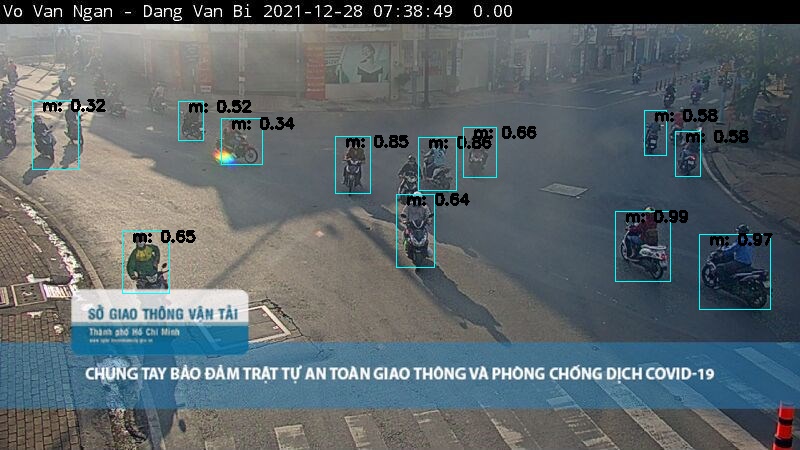 Vo Van Ngan - Dang Van Bi 2021-12-28 07:38:49 0.00
m: 0.32
m: 0.52
m: 0.34
m: 0.85
m: 0.86
m: 0.66
m: 0.58
m: 0.58
m: 0.64
m: 0.99
m: 0.65
m: 0.97
SỞ GIAO THÔNG VẬN TẢI
Thành phố Hồ Chí Minh
CHUNG TAY BẢO ĐẢM TRẬT TỰ AN TOÀN GIAO THÔNG VÀ PHÒNG CHỐNG DỊCH COVID-19